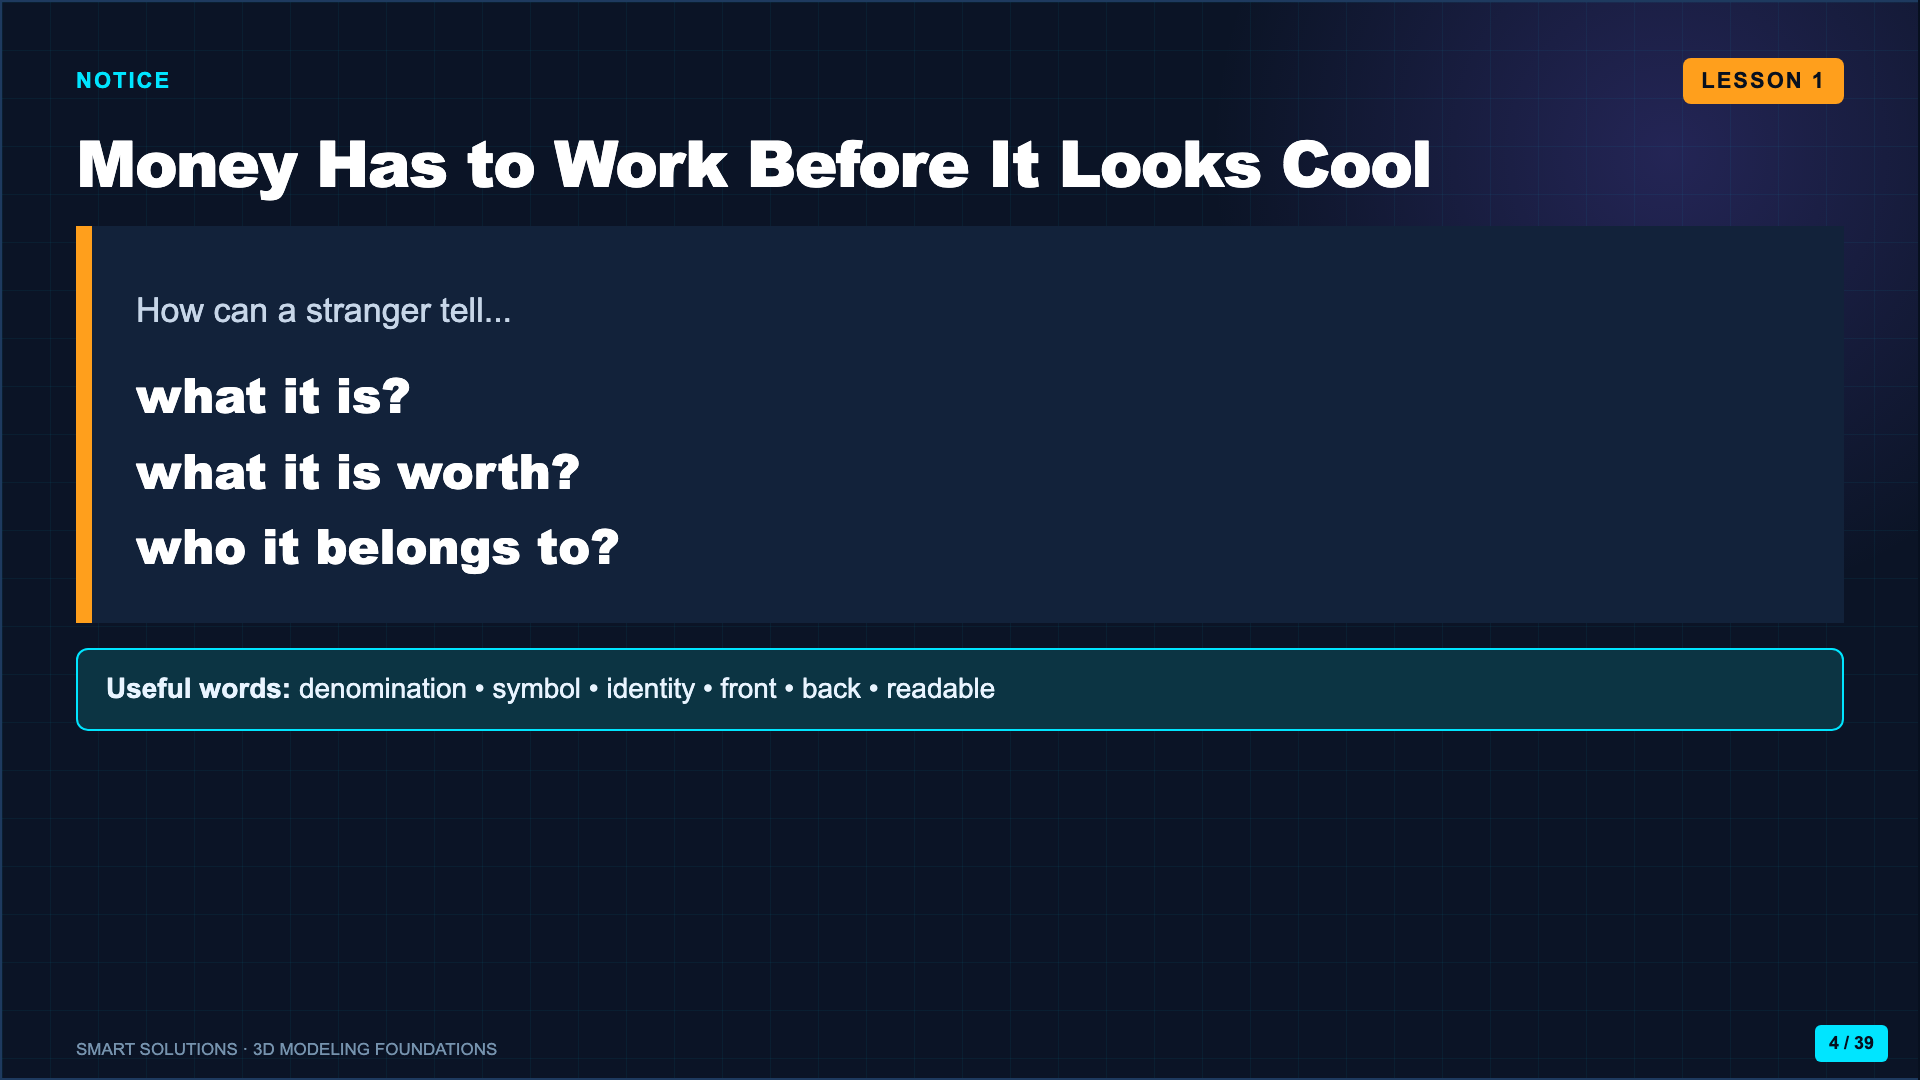 NOTICE
LESSON 1
Money Has to Work Before It Looks Cool
How can a stranger tell...
what it is?
what it is worth?
who it belongs to?
Useful words: denomination • symbol • identity • front • back • readable
SMART SOLUTIONS · 3D MODELING FOUNDATIONS
4 / 39